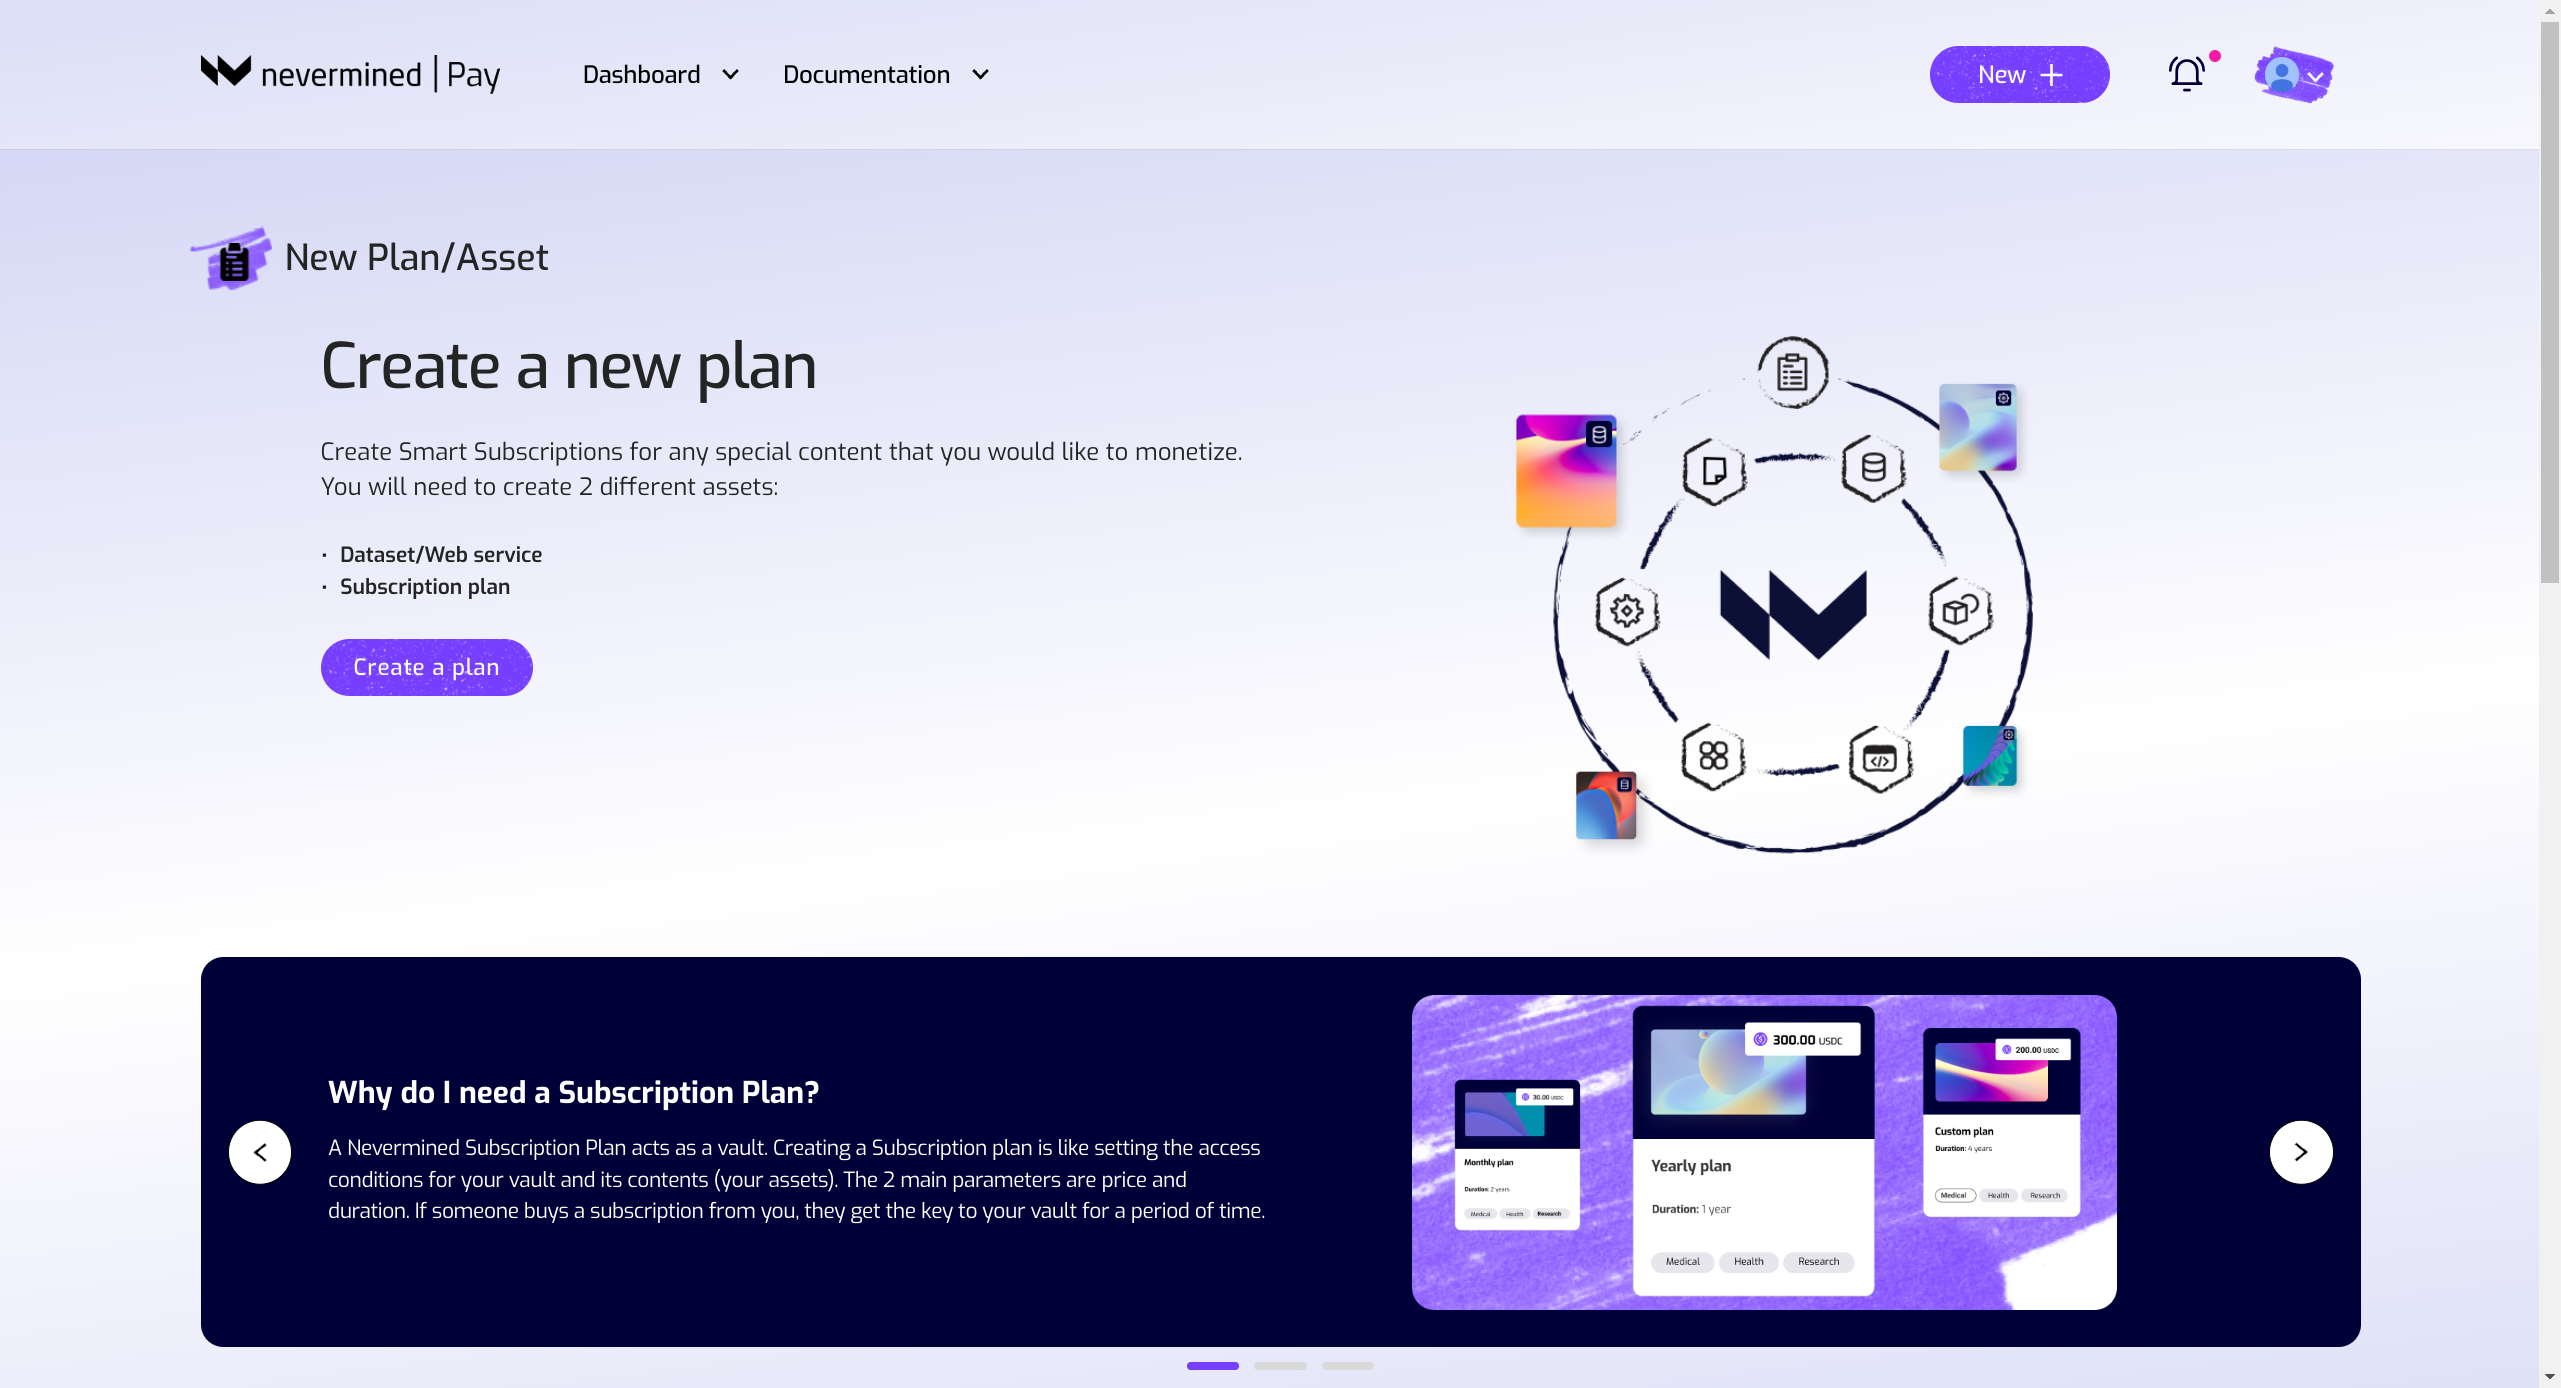 nevermined | Pay
Dashboard
Documentation
New +
New Plan/Asset
Create a new plan
Create Smart Subscriptions for any special content that you would like to monetize.
You will need to create 2 different assets:
· Dataset/Web service
· Subscription plan
Create a plan
Why do I need a Subscription Plan?
A Nevermined Subscription Plan acts as a vault. Creating a Subscription plan is like setting the access
conditions for your vault and its contents (your assets). The 2 main parameters are price and
duration. If someone buys a subscription from you, they get the key to your vault for a period of time.
30.00 USDC
Monthly plan
Duration: 2 years
Medical Health Research
300.00 USDC
Yearly plan
Duration: 1 year
Medical Health Research
200.00 USDC
Custom plan
Duration: 4 years
Medical Health Research